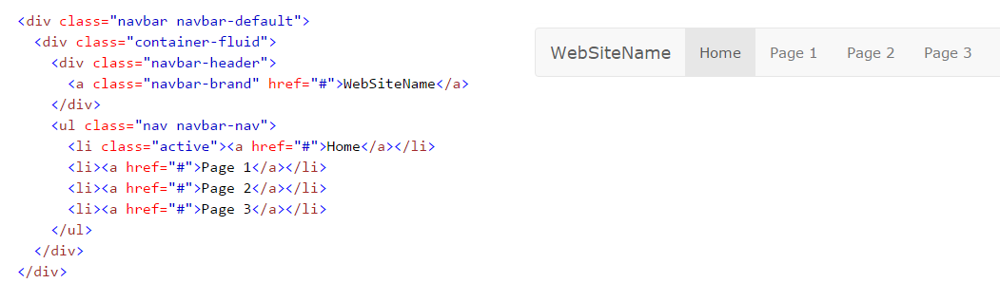 <div class="navbar navbar-default">
  <div class="container-fluid">
    <div class="navbar-header">
      <a class="navbar-brand" href="#">WebSiteName</a>
    </div>
    <ul class="nav navbar-nav">
      <li class="active"><a href="#">Home</a></li>
      <li><a href="#">Page 1</a></li>
      <li><a href="#">Page 2</a></li>
      <li><a href="#">Page 3</a></li>
    </ul>
  </div>
</div>
WebSiteName Home Page 1 Page 2 Page 3